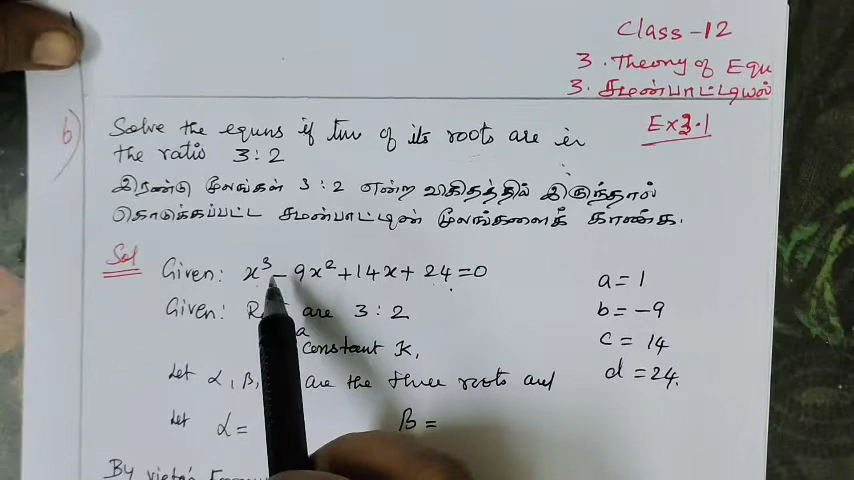 Class-12
3. Theory of Equ
3. சமன்பாட்டியல்
Ex 3.1
6) Solve the equns if two of its roots are in
the ratio 3:2
இரண்டு மூலங்கள் 3:2 என்ற விகிதத்தில் இருந்தால்
கொடுக்கப்பட்ட சமன்பாட்டின் மூலங்களைக் காண்க.
Sol
Given: x³ - 9x² + 14x + 24 = 0
a = 1
Given: are 3:2
b = -9
a
constant K,
c = 14
Let α, β, are the three roots and
d = 24.
Let α = β =
By vieta's